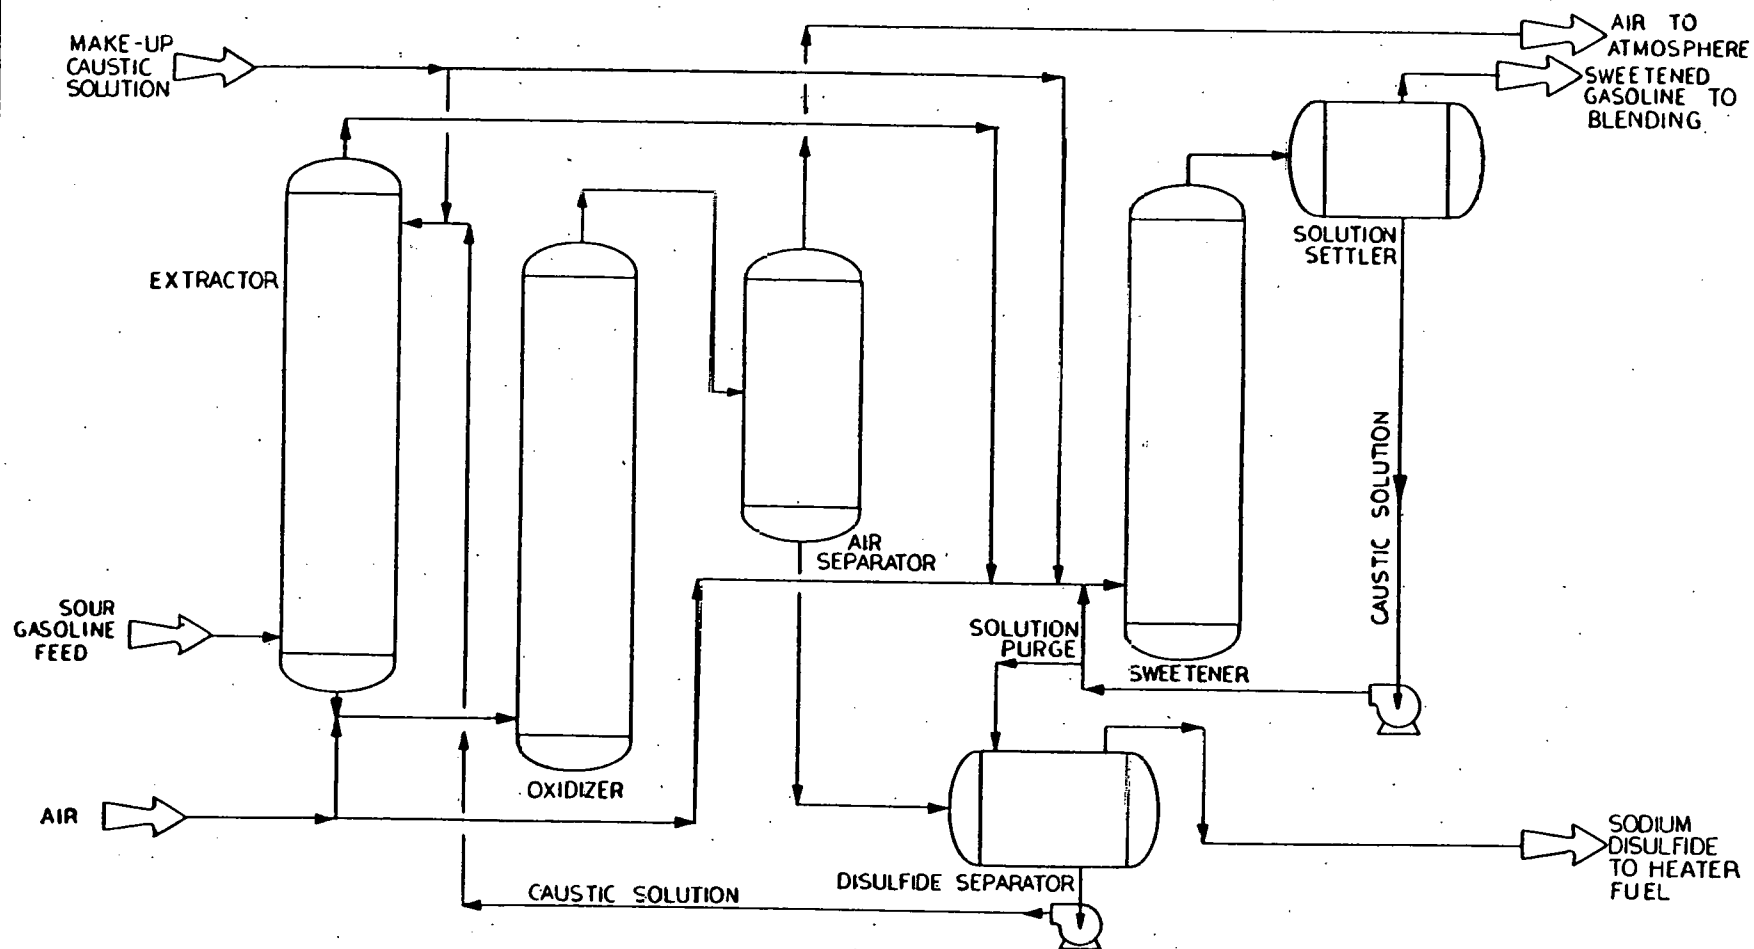 MAKE-UP
CAUSTIC
SOLUTION
AIR TO
ATMOSPHERE
SWEETENED
GASOLINE TO
BLENDING
SOLUTION
SETTLER
EXTRACTOR
CAUSTIC SOLUTION
AIR
SEPARATOR
SOUR
GASOLINE
FEED
SOLUTION
PURGE
SWEETENER
OXIDIZER
AIR
DISULFIDE SEPARATOR
CAUSTIC SOLUTION
SODIUM
DISULFIDE
TO HEATER
FUEL